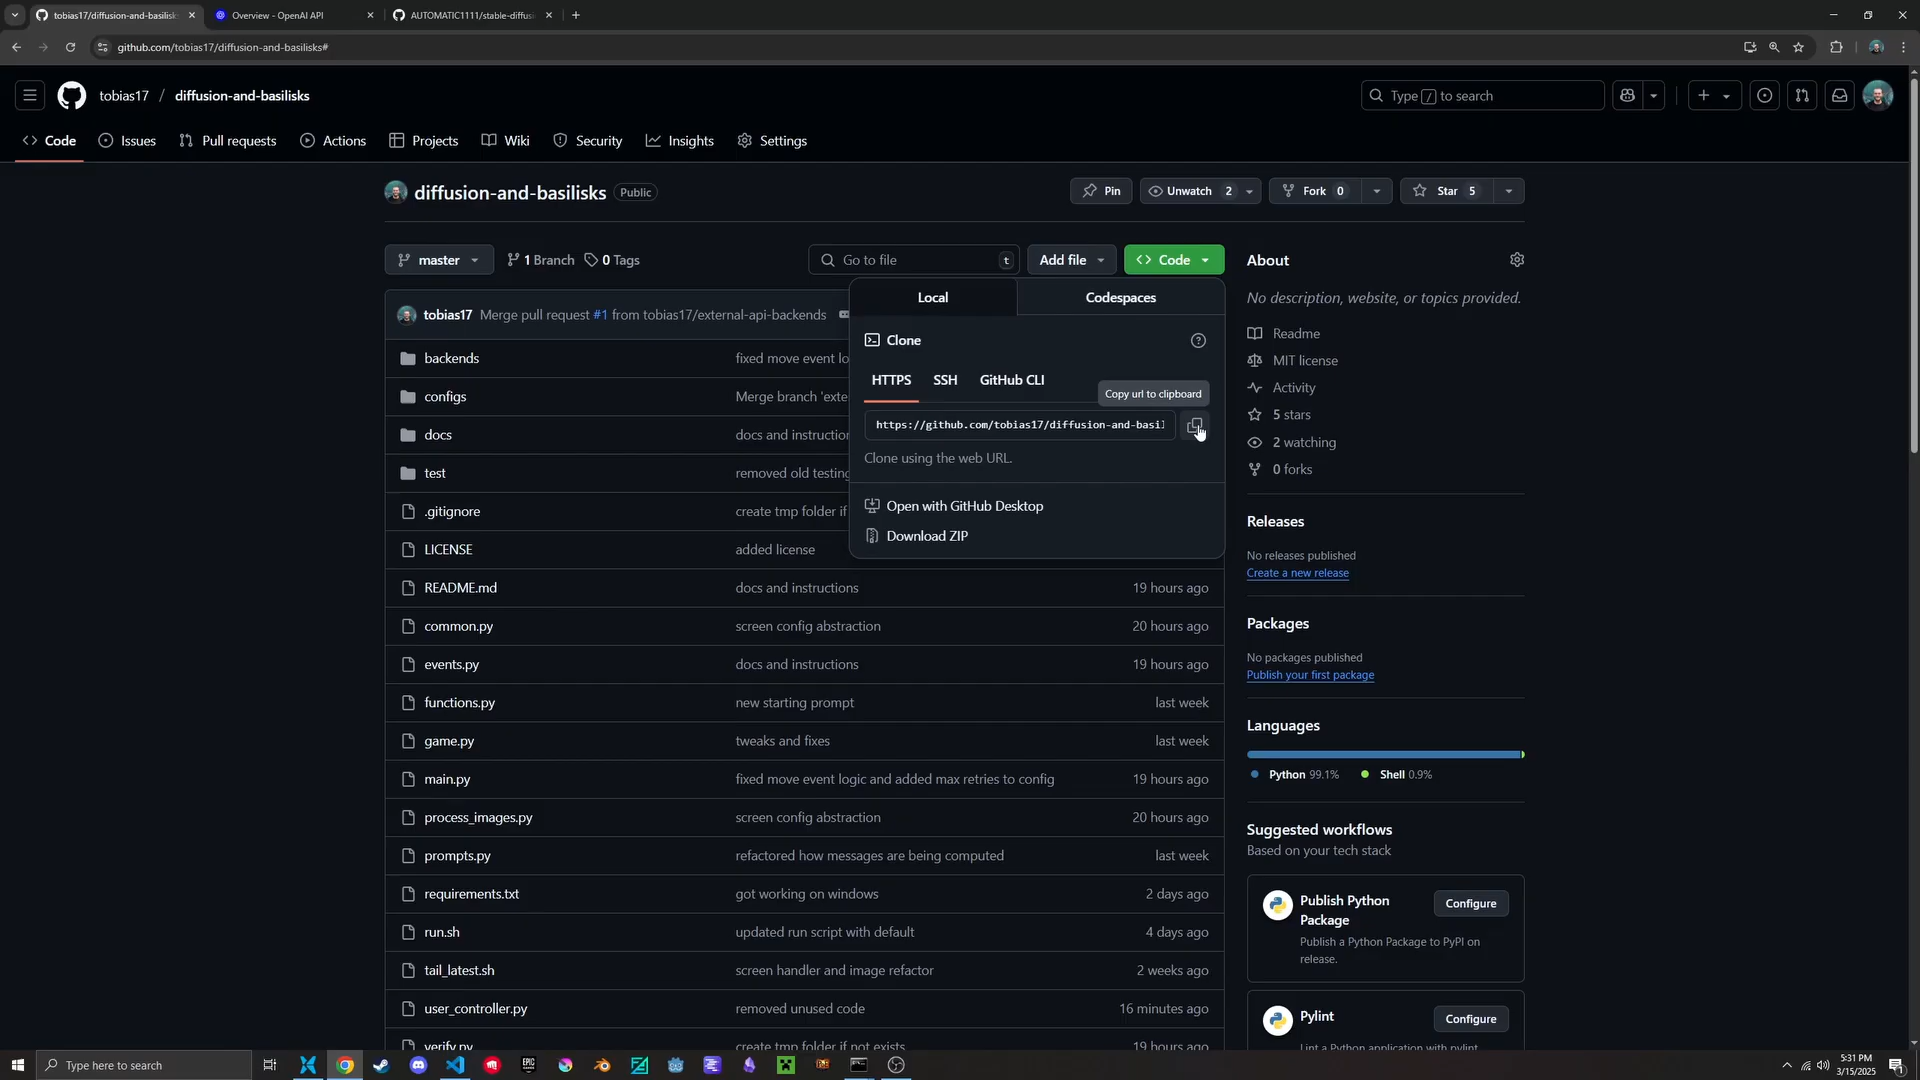 tobias17/diffusion-and-basilisk
Overview - OpenAI API
AUTOMATIC1111/stable-diffusi
github.com/tobias17/diffusion-and-basilisks#
tobias17 / diffusion-and-basilisks
Type / to search
Code
Issues
Pull requests
Actions
Projects
Wiki
Security
Insights
Settings
diffusion-and-basilisks
Public
Pin
Unwatch 2
Fork 0
Star 5
master
1 Branch
0 Tags
Go to file
t
Add file
Code
Local
Codespaces
Clone
HTTPS
SSH
GitHub CLI
Copy url to clipboard
https://github.com/tobias17/diffusion-and-basil
Clone using the web URL.
Open with GitHub Desktop
Download ZIP
tobias17 Merge pull request #1 from tobias17/external-api-backends
backends fixed move event lo
configs Merge branch 'exte
docs docs and instruction
test removed old testing
.gitignore create tmp folder if
LICENSE added license
README.md docs and instructions 19 hours ago
common.py screen config abstraction 20 hours ago
events.py docs and instructions 19 hours ago
functions.py new starting prompt last week
game.py tweaks and fixes last week
main.py fixed move event logic and added max retries to config 19 hours ago
process_images.py screen config abstraction 20 hours ago
prompts.py refactored how messages are being computed last week
requirements.txt got working on windows 2 days ago
run.sh updated run script with default 4 days ago
tail_latest.sh screen handler and image refactor 2 weeks ago
user_controller.py removed unused code 16 minutes ago
verify.py create tmp folder if not exists 19 hours ago
About
No description, website, or topics provided.
Readme
MIT license
Activity
5 stars
2 watching
0 forks
Releases
No releases published
Create a new release
Packages
No packages published
Publish your first package
Languages
Python 99.1%
Shell 0.9%
Suggested workflows
Based on your tech stack
Publish Python
Package
Configure
Publish a Python Package to PyPI on
release.
Pylint
Configure
Lint a Python application with pylint
Type here to search
5:31 PM
3/15/2025